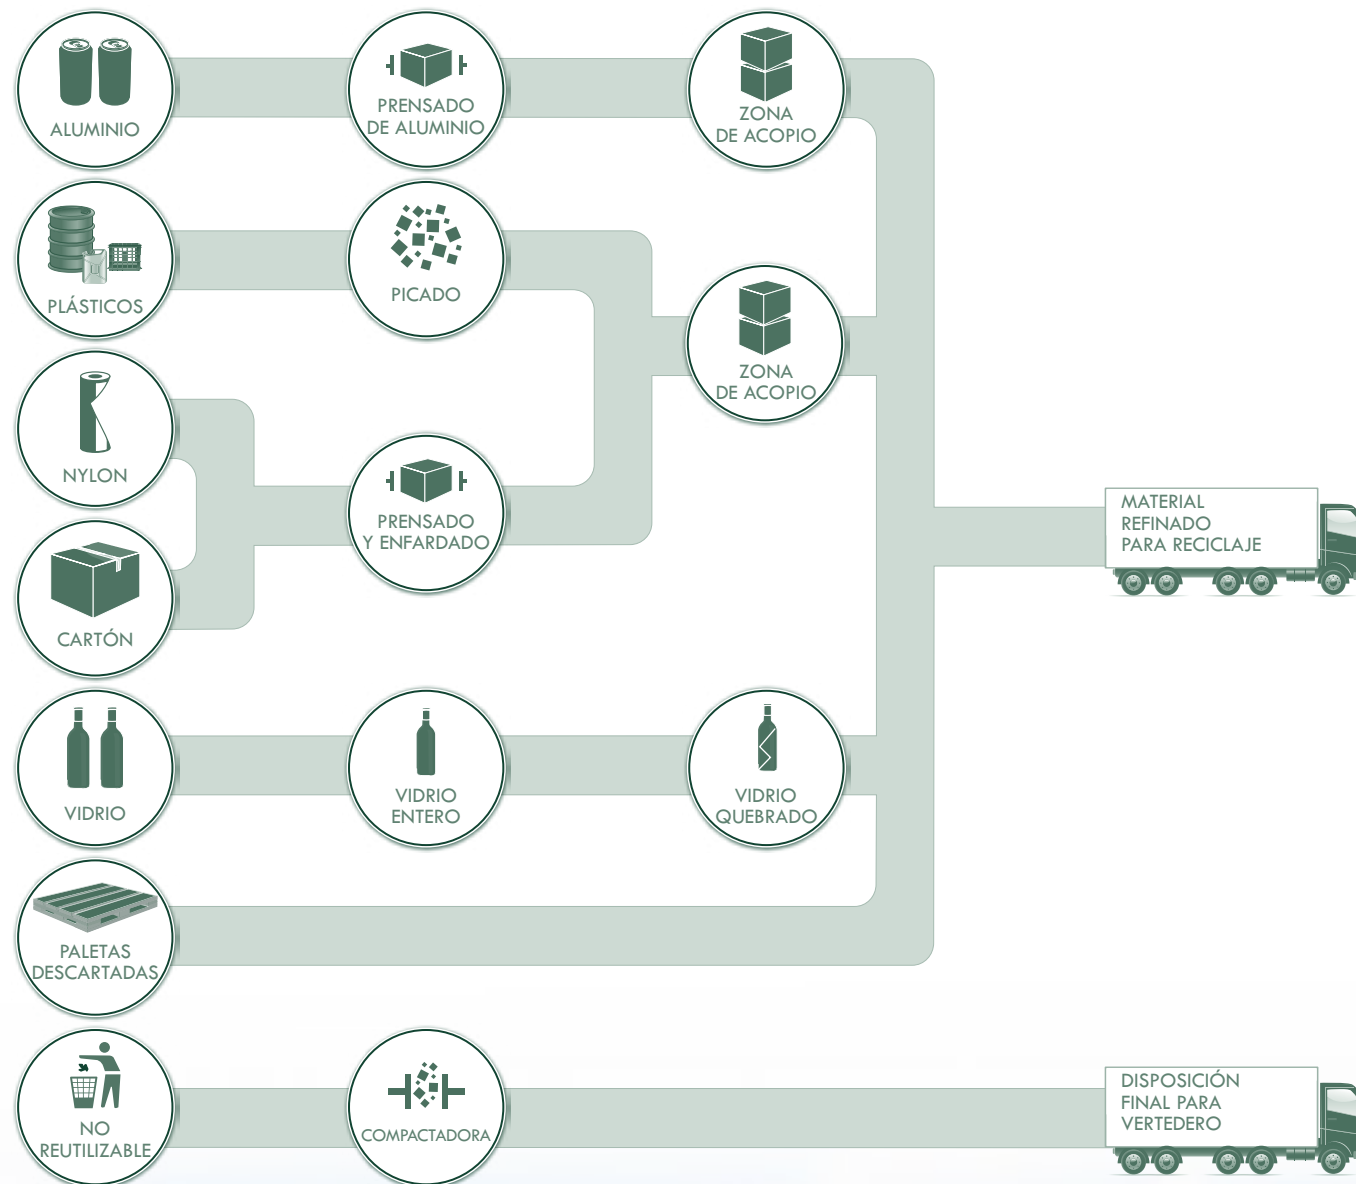 ALUMINIO
PRENSADO
DE ALUMINIO
ZONA
DE ACOPIO
PLÁSTICOS
PICADO
ZONA
DE ACOPIO
NYLON
PRENSADO
Y ENFARDADO
CARTÓN
MATERIAL
REFINADO
PARA RECICLAJE
VIDRIO
VIDRIO
ENTERO
VIDRIO
QUEBRADO
PALETAS
DESCARTADAS
NO
REUTILIZABLE
COMPACTADORA
DISPOSICIÓN
FINAL PARA
VERTEDERO